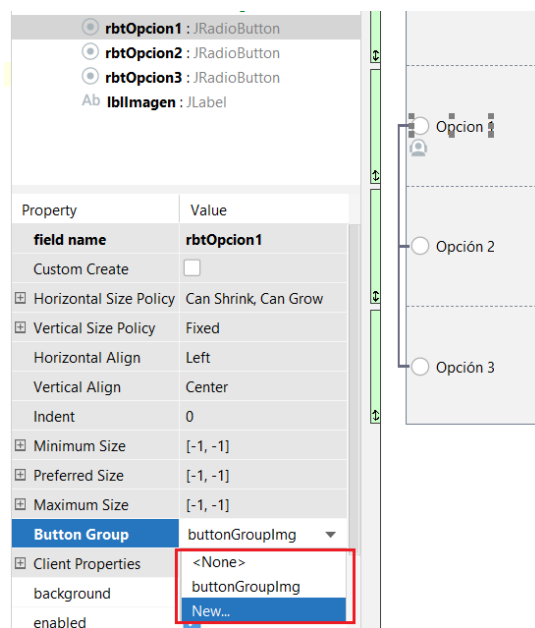 rbtOpcion1 : JRadioButton
rbtOpcion2 : JRadioButton
rbtOpcion3 : JRadioButton
Ab lblImagen : JLabel
Property Value
field name rbtOpcion1
Custom Create
Horizontal Size Policy Can Shrink, Can Grow
Vertical Size Policy Fixed
Horizontal Align Left
Vertical Align Center
Indent 0
Minimum Size [-1, -1]
Preferred Size [-1, -1]
Maximum Size [-1, -1]
Button Group buttonGroupImg
Client Properties <None>
background buttonGroupImg
enabled New...
Opcion
Opción 2
Opción 3